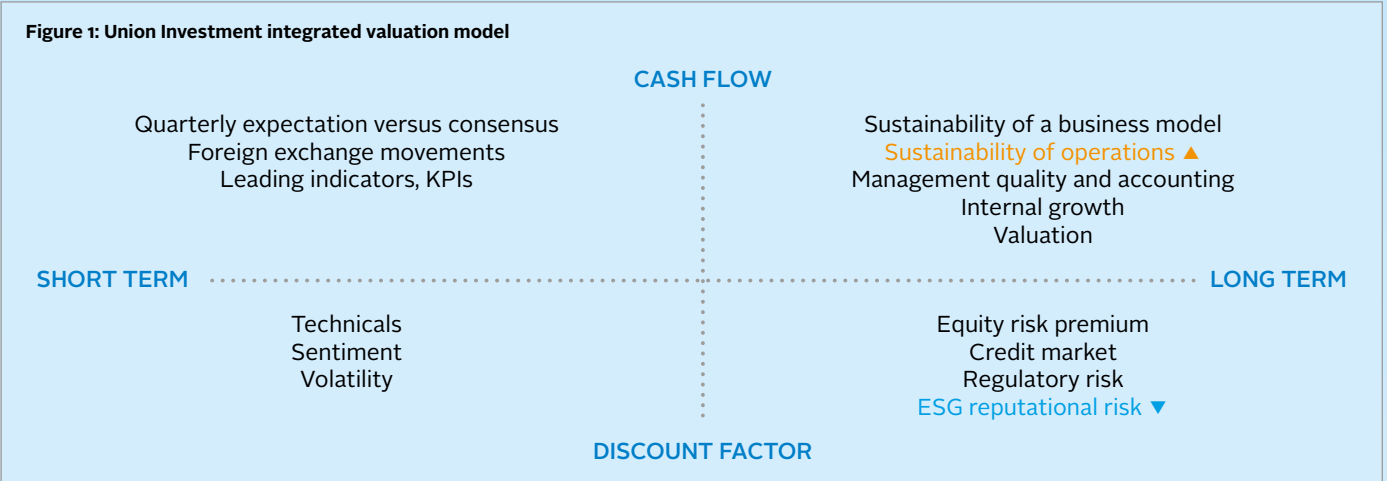 Figure 1: Union Investment integrated valuation model
CASH FLOW
Quarterly expectation versus consensus
Foreign exchange movements
Leading indicators, KPIs
Sustainability of a business model
Sustainability of operations ▲
Management quality and accounting
Internal growth
Valuation
SHORT TERM
LONG TERM
Technicals
Sentiment
Volatility
Equity risk premium
Credit market
Regulatory risk
ESG reputational risk ▼
DISCOUNT FACTOR